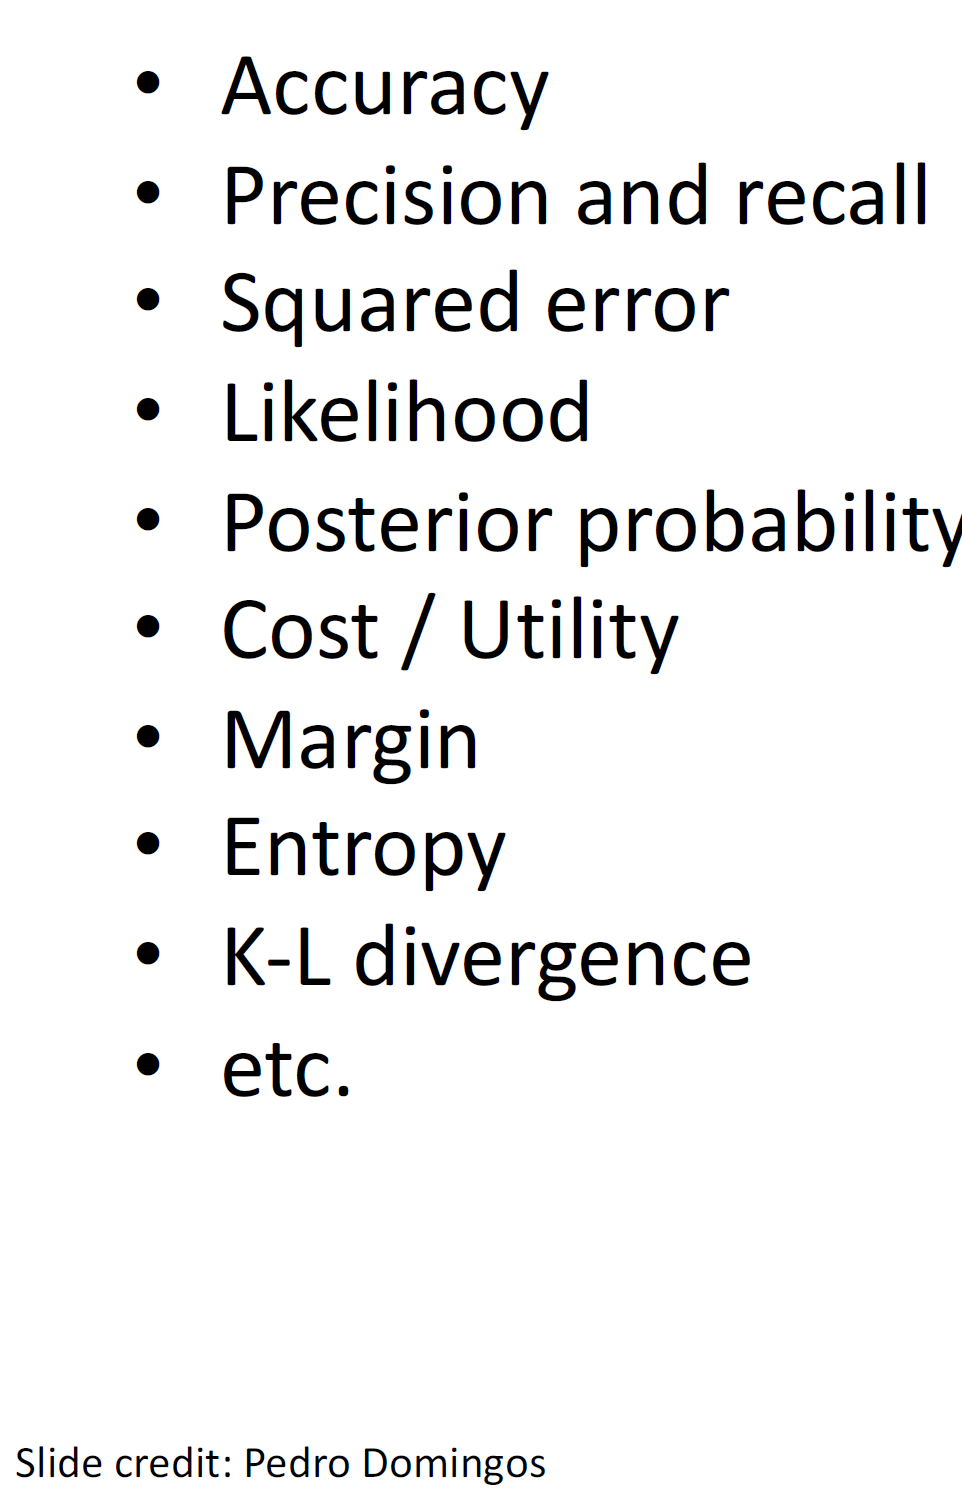 • Accuracy
• Precision and recall
• Squared error
• Likelihood
• Posterior probability
• Cost / Utility
• Margin
• Entropy
• K-L divergence
• etc.
Slide credit: Pedro Domingos